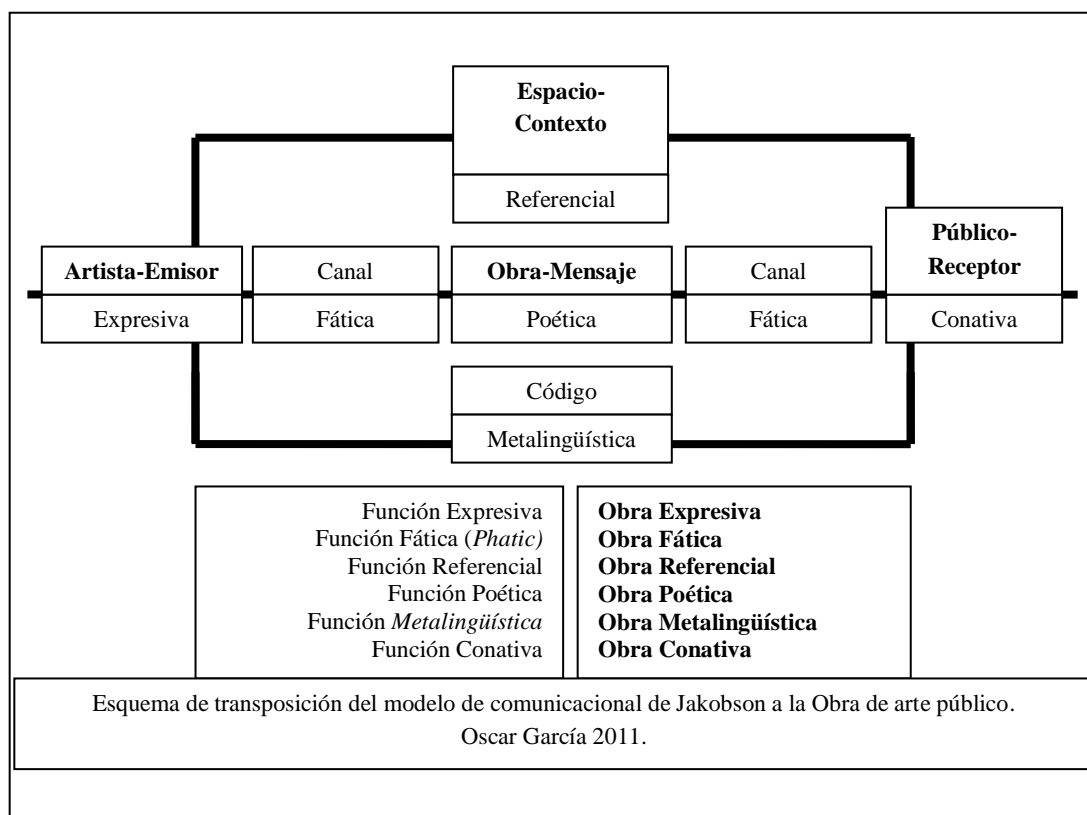 Espacio-
Contexto
Referencial
Artista-Emisor
Expresiva
Canal
Fática
Obra-Mensaje
Poética
Canal
Fática
Público-
Receptor
Conativa
Código
Metalingüística
Función Expresiva
Función Fática (Phatic)
Función Referencial
Función Poética
Función Metalingüística
Función Conativa
Obra Expresiva
Obra Fática
Obra Referencial
Obra Poética
Obra Metalingüística
Obra Conativa
Esquema de transposición del modelo de comunicacional de Jakobson a la Obra de arte público.
Oscar García 2011.